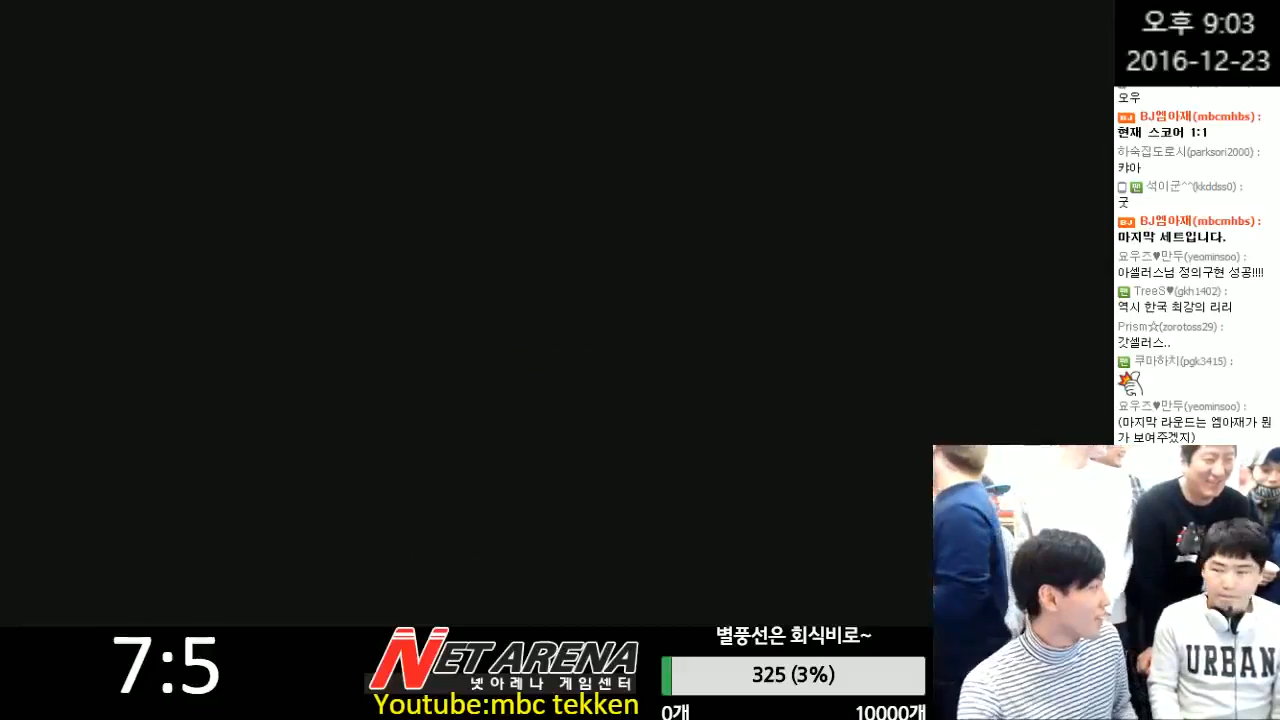 오후 9:03
2016-12-23
오우
BJ BJ엠아재(mbcmhbs) :
현재 스코어 1:1
하숙집도로시(parksori2000) :
캬아
팬 석이군^^(kkddss0) :
굿
BJ BJ엠아재(mbcmhbs) :
마지막 세트입니다.
묘우즈♥만두(yeominsoo) :
아셀러스님 정의구현 성공!!!!
팬 TreeS♥(gkh1402) :
역시 한국 최강의 리리
Prism☆(zorotoss29) :
갓셀러스..
팬 쿠마하치(pgk3415) :
묘우즈♥만두(yeominsoo) :
(마지막 라운드는 엠아재가 뭔
가 보여주겠지)
URBAN
7:5
NET ARENA
넷아레나 게임센터
Youtube:mbc tekken
별풍선은 회식비로~
325 (3%)
0개 10000개